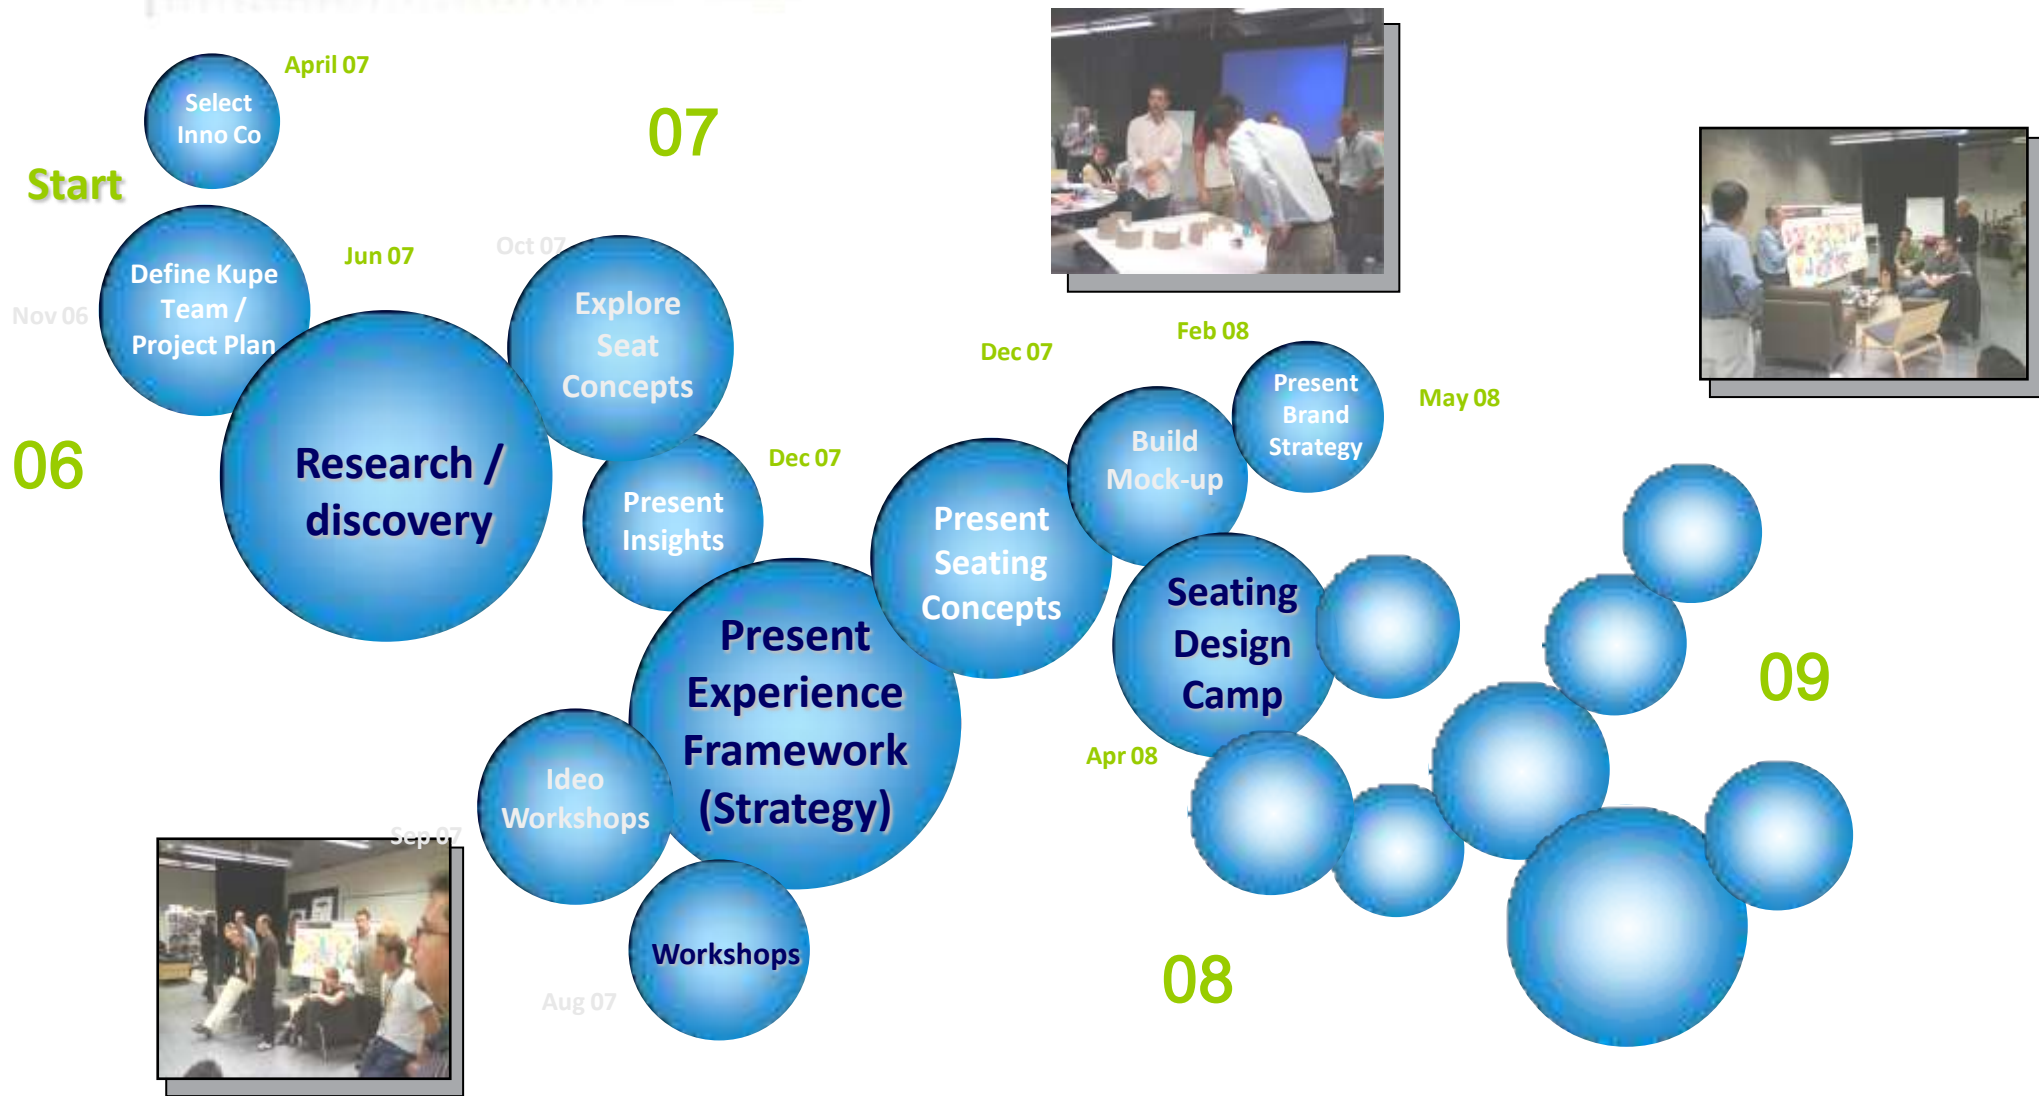 April 07
Select
Inno Co
07
Start
Define Kupe
Team /
Project Plan
Nov 06
Jun 07
Oct 07
Explore
Seat
Concepts
06
Research /
discovery
Dec 07
Present
Insights
Dec 07
Feb 08
Present
Brand
Strategy
May 08
Build
Mock-up
Present
Seating
Concepts
Present
Experience
Framework
(Strategy)
Seating
Design
Camp
Apr 08
09
Ideo
Workshops
Sep 07
Workshops
Aug 07
08